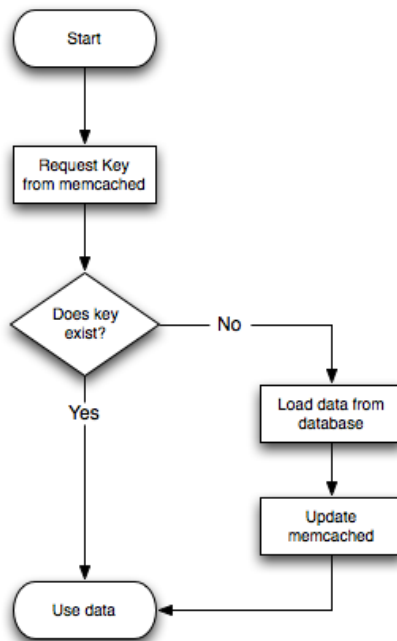 Start
Request Key
from memcached
Does key
exist?
No
Yes
Load data from
database
Update
memcached
Use data